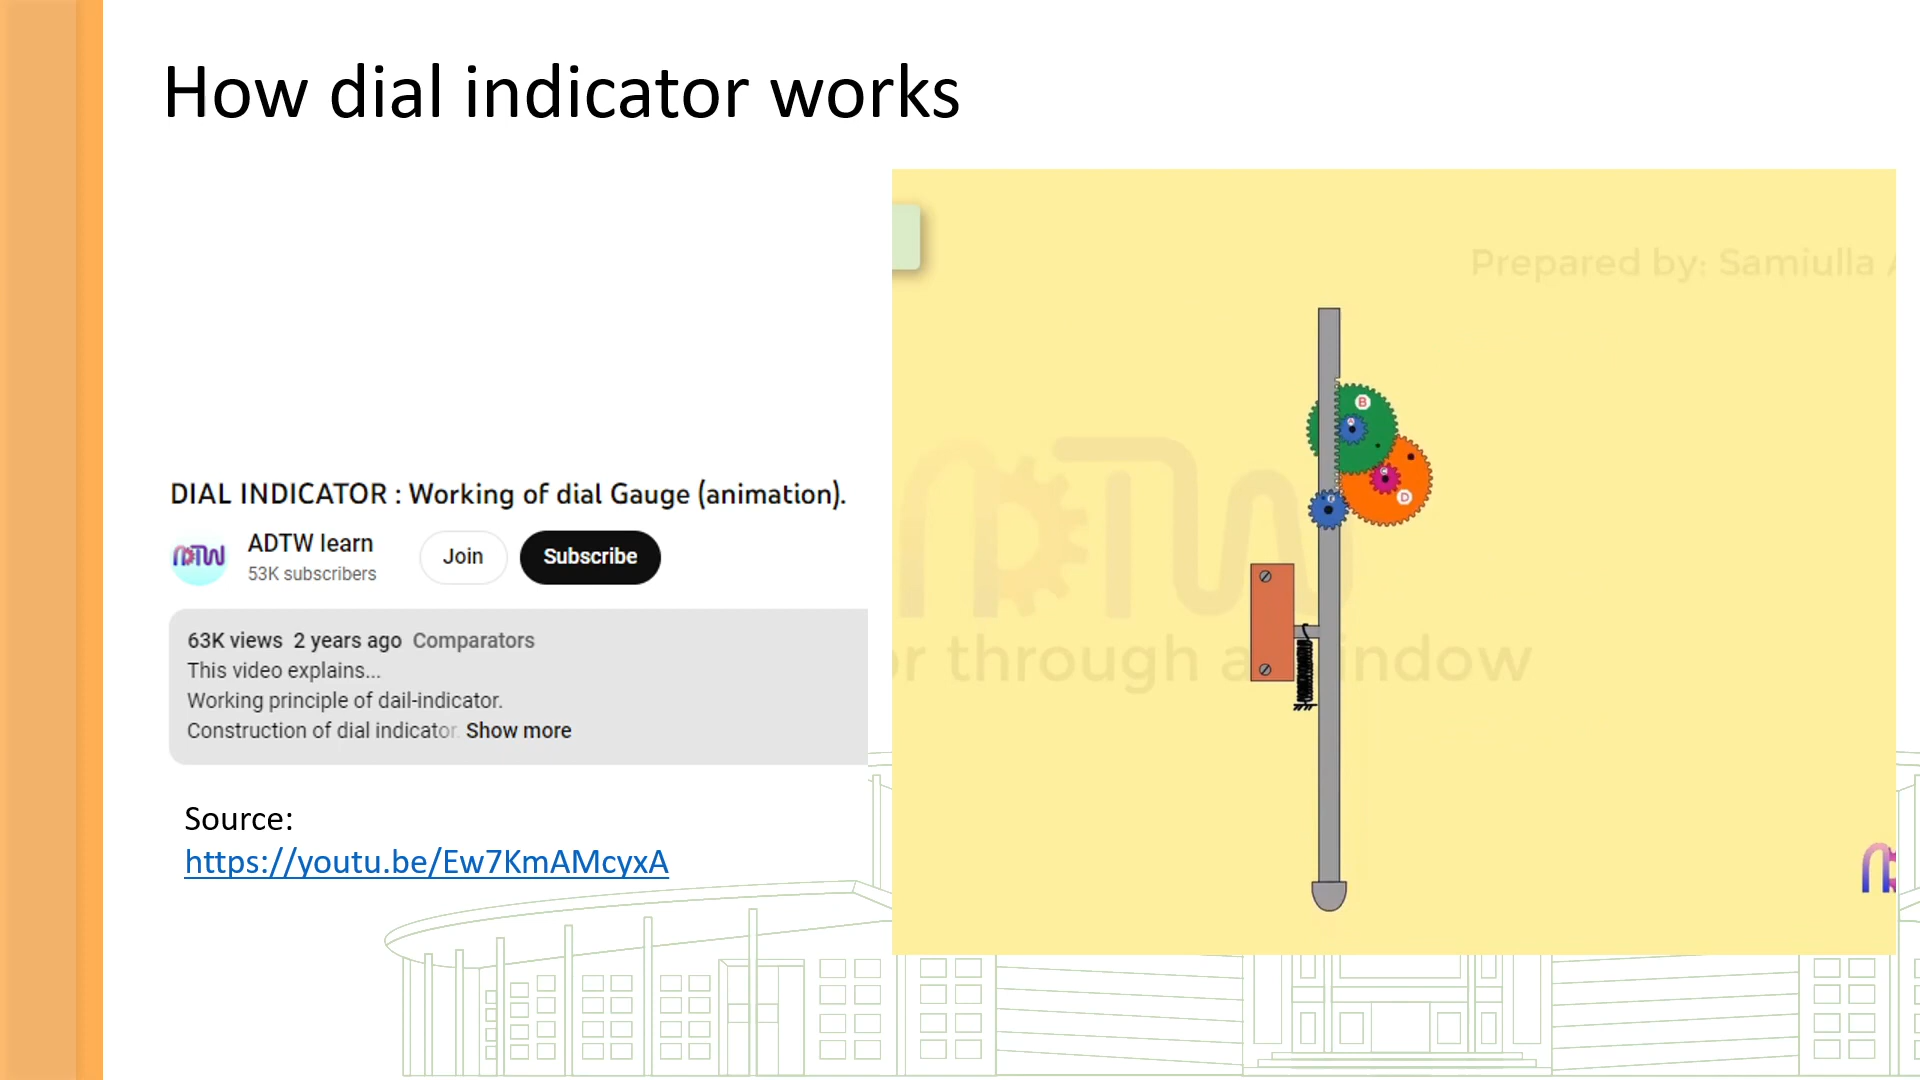 How dial indicator works
Prepared by: Samiulla
B
A
C
D
DIAL INDICATOR : Working of dial Gauge (animation).
ADTW learn
53K subscribers
Join
Subscribe
63K views 2 years ago Comparators
This video explains...
Working principle of dail-indicator.
Construction of dial indicator. Show more
through a window
Source:
https://youtu.be/Ew7KmAMcyxA